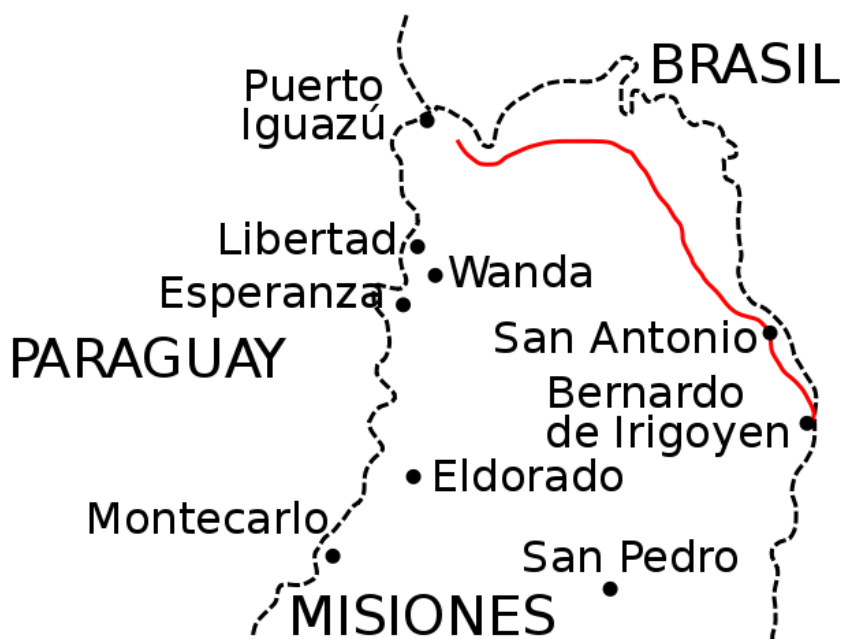 BRASIL
Puerto
Iguazú
Libertad
Wanda
Esperanza
San Antonio
PARAGUAY
Bernardo
de Irigoyen
Eldorado
Montecarlo
San Pedro
MISIONES